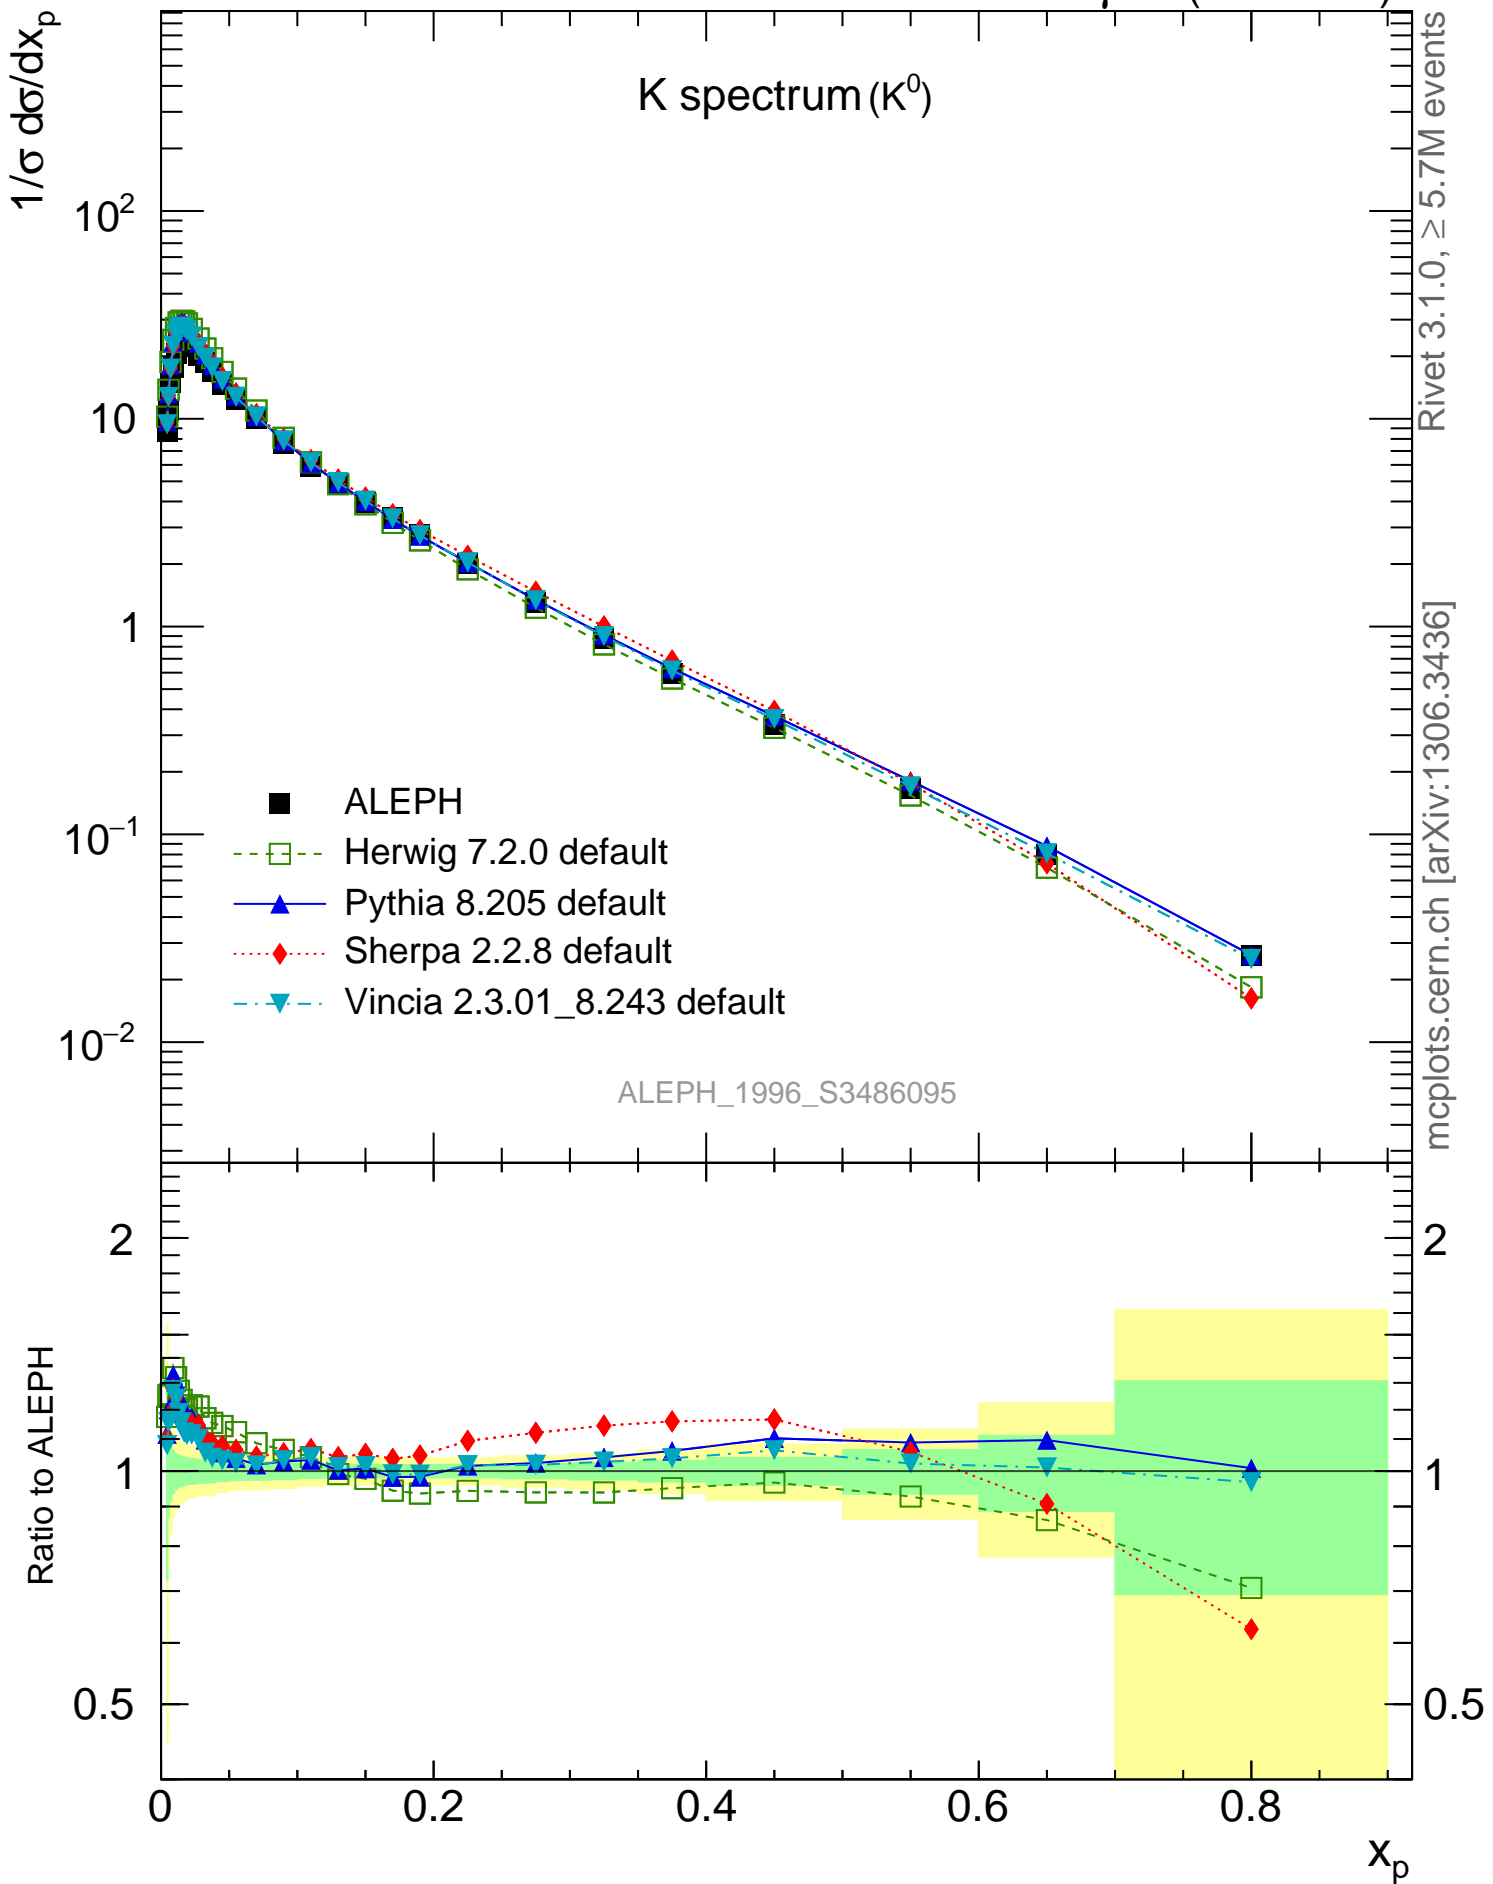 1/σ dσ/dxₚ
K spectrum (K⁰)
10²
10
1
10⁻¹
10⁻²
ALEPH
Herwig 7.2.0 default
Pythia 8.205 default
Sherpa 2.2.8 default
Vincia 2.3.01_8.243 default
ALEPH_1996_S3486095
Rivet 3.1.0, ≥ 5.7M events
mcplots.cern.ch [arXiv:1306.3436]
Ratio to ALEPH
2
1
0.5
2
1
0.5
0 0.2 0.4 0.6 0.8
xₚ